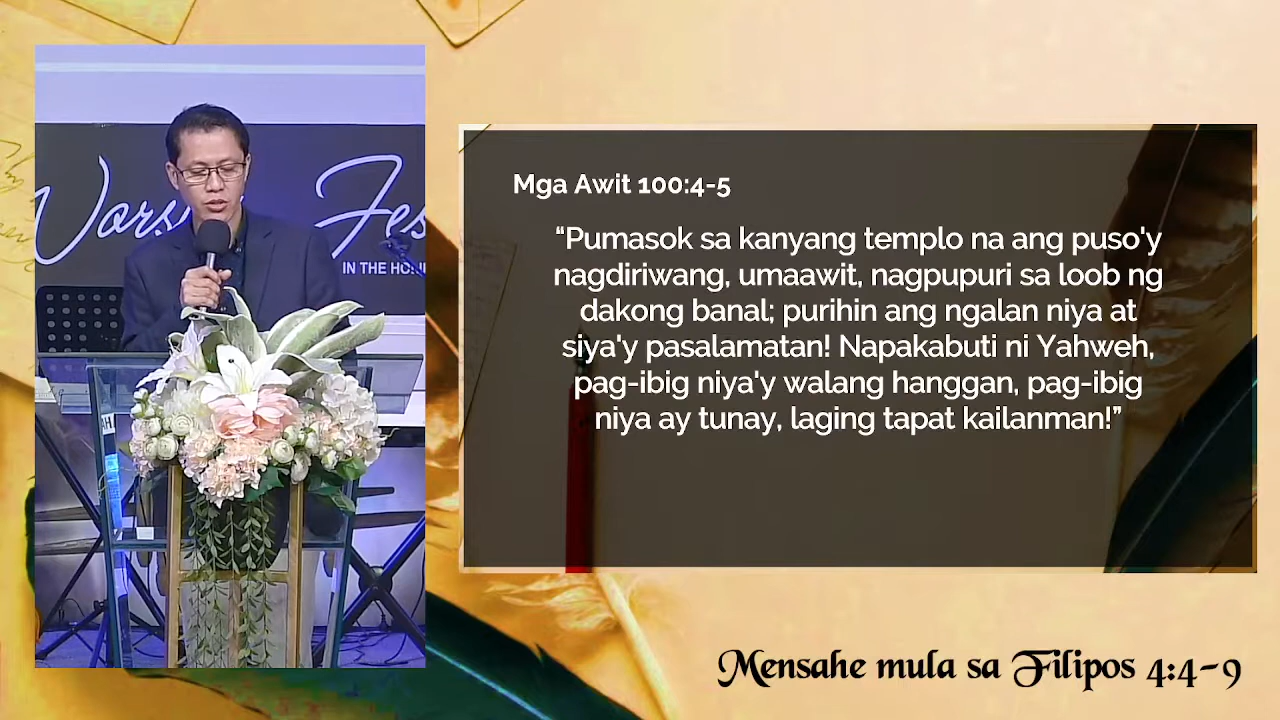 Mga Awit 100:4-5
“Pumasok sa kanyang templo na ang puso'y
nagdiriwang, umaawit, nagpupuri sa loob ng
dakong banal; purihin ang ngalan niya at
siya'y pasalamatan! Napakabuti ni Yahweh,
pag-ibig niya'y walang hanggan, pag-ibig
niya ay tunay, laging tapat kailanman!”
Mensahe mula sa Filipos 4:4-9
IN THE